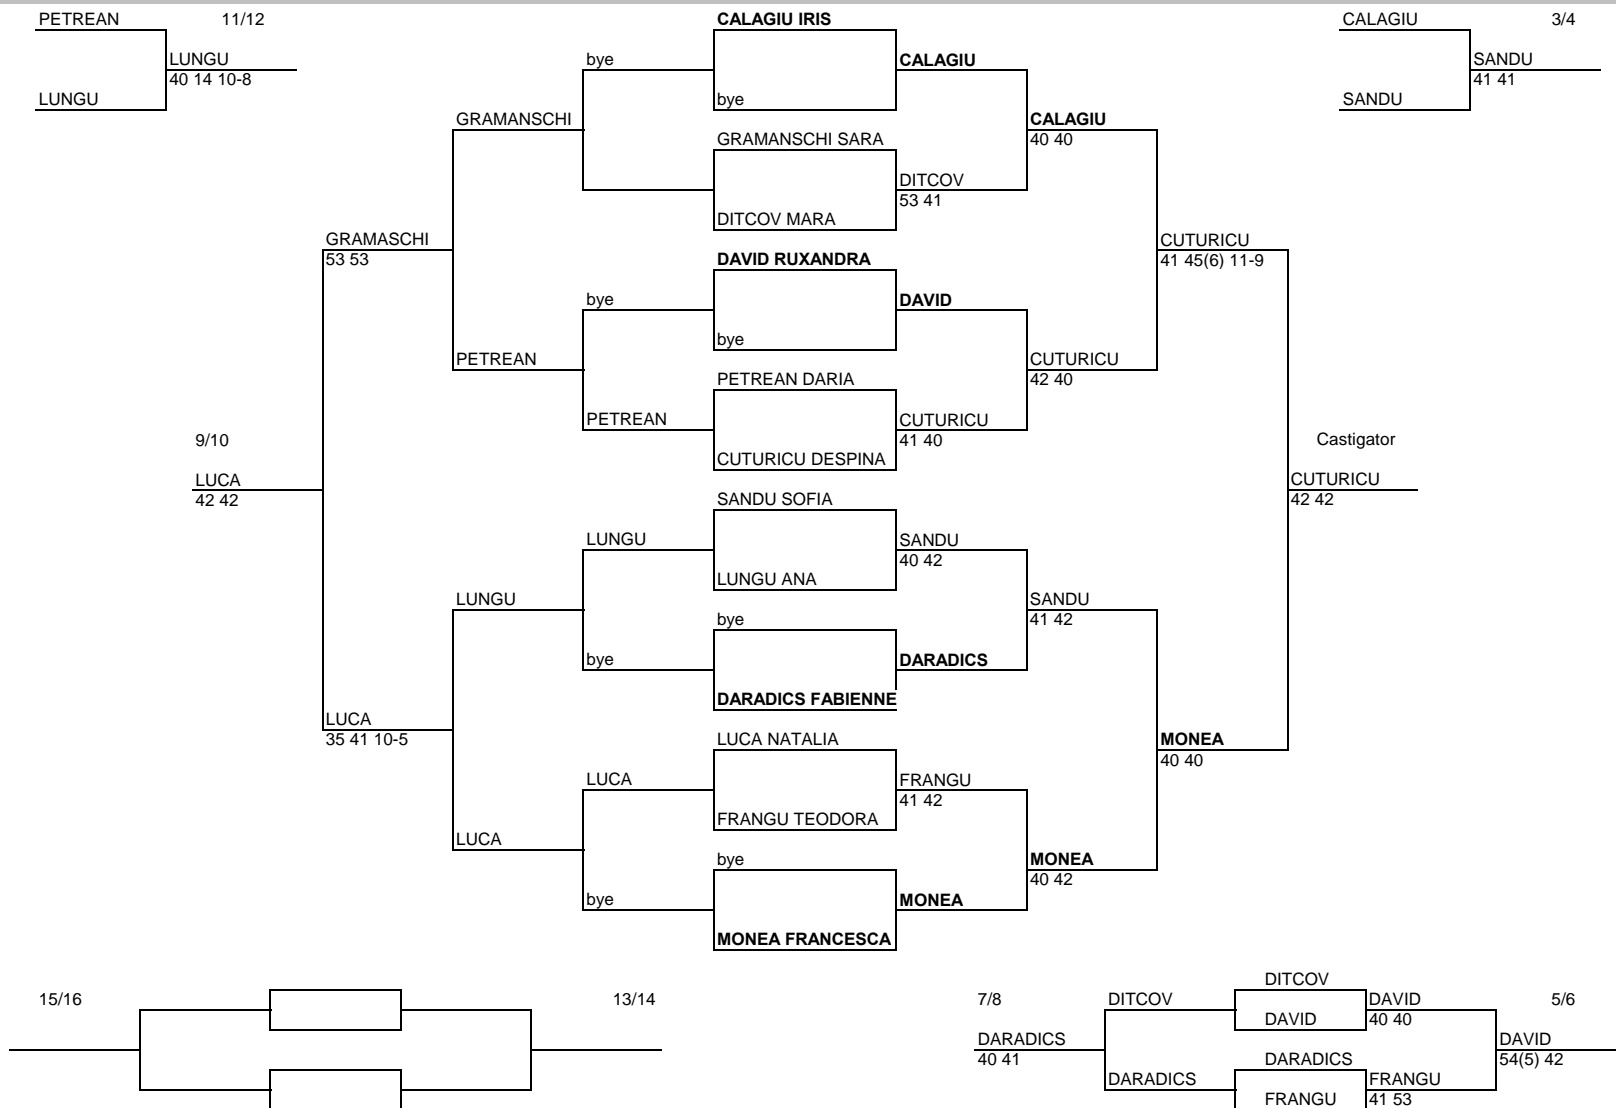 PETREAN 11/12 CALAGIU IRIS CALAGIU 3/4
bye CALAGIU
LUNGU SANDU
40 14 10-8 41 41
LUNGU bye SANDU
GRAMANSCHI CALAGIU
GRAMANSCHI SARA 40 40
DITCOV
53 41
DITCOV MARA
GRAMASCHI CUTURICU
53 53 DAVID RUXANDRA 41 45(6) 11-9
bye DAVID
bye
PETREAN CUTURICU
PETREAN DARIA 42 40
PETREAN CUTURICU
9/10 41 40 Castigator
CUTURICU DESPINA
LUCA CUTURICU
42 42 SANDU SOFIA 42 42
LUNGU SANDU
40 42
LUNGU ANA
LUNGU SANDU
bye 41 42
bye DARADICS
DARADICS FABIENNE
LUCA
35 41 10-5 LUCA NATALIA MONEA
40 40
LUCA FRANGU
41 42
FRANGU TEODORA
LUCA
bye MONEA
40 42
bye MONEA
MONEA FRANCESCA
DITCOV
15/16 13/14 7/8 DITCOV DAVID 5/6
DAVID 40 40
DARADICS DAVID
40 41 DARADICS 54(5) 42
DARADICS FRANGU
FRANGU 41 53